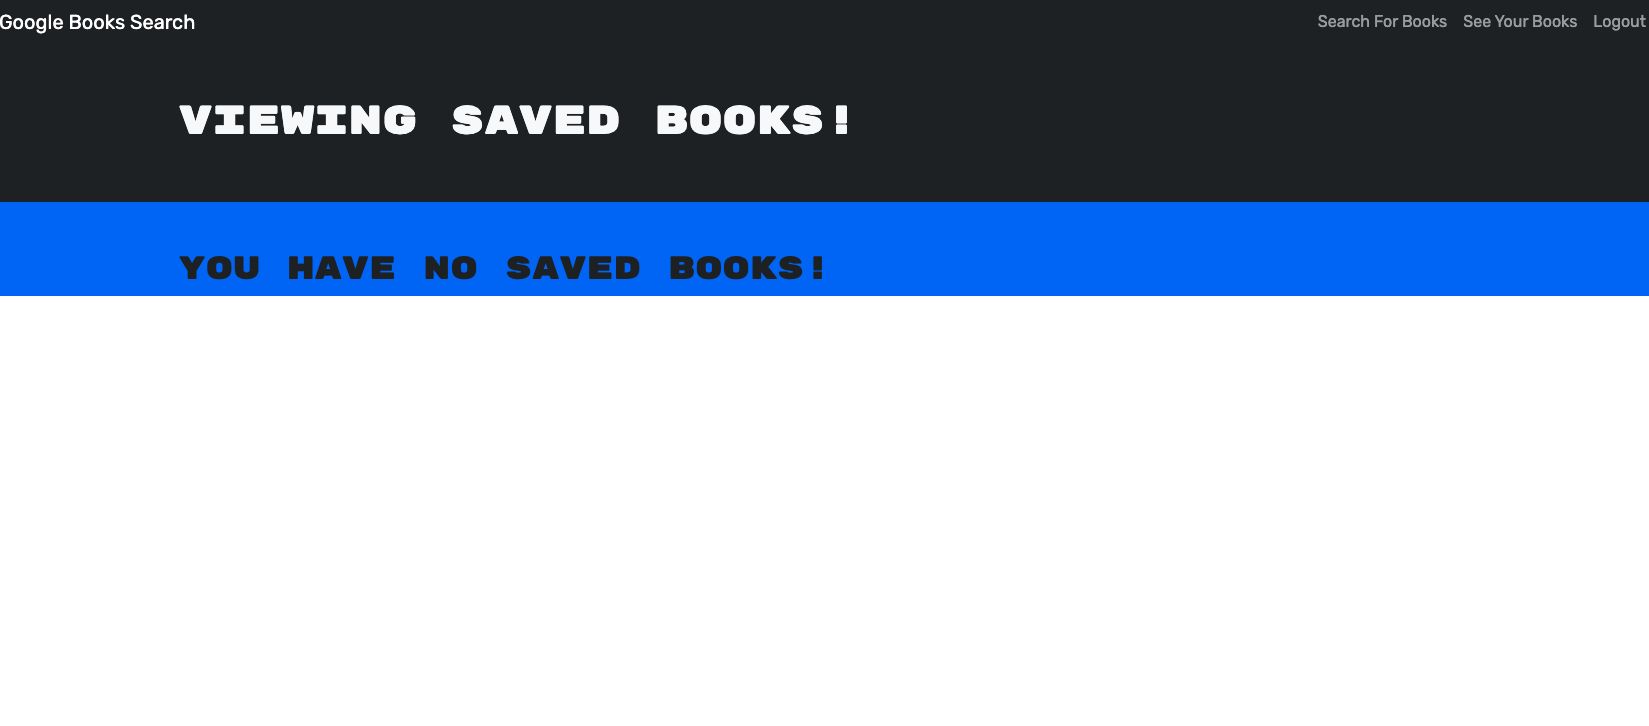 Google Books Search
Search For Books
See Your Books
Logout
VIEWING SAVED BOOKS!
YOU HAVE NO SAVED BOOKS!